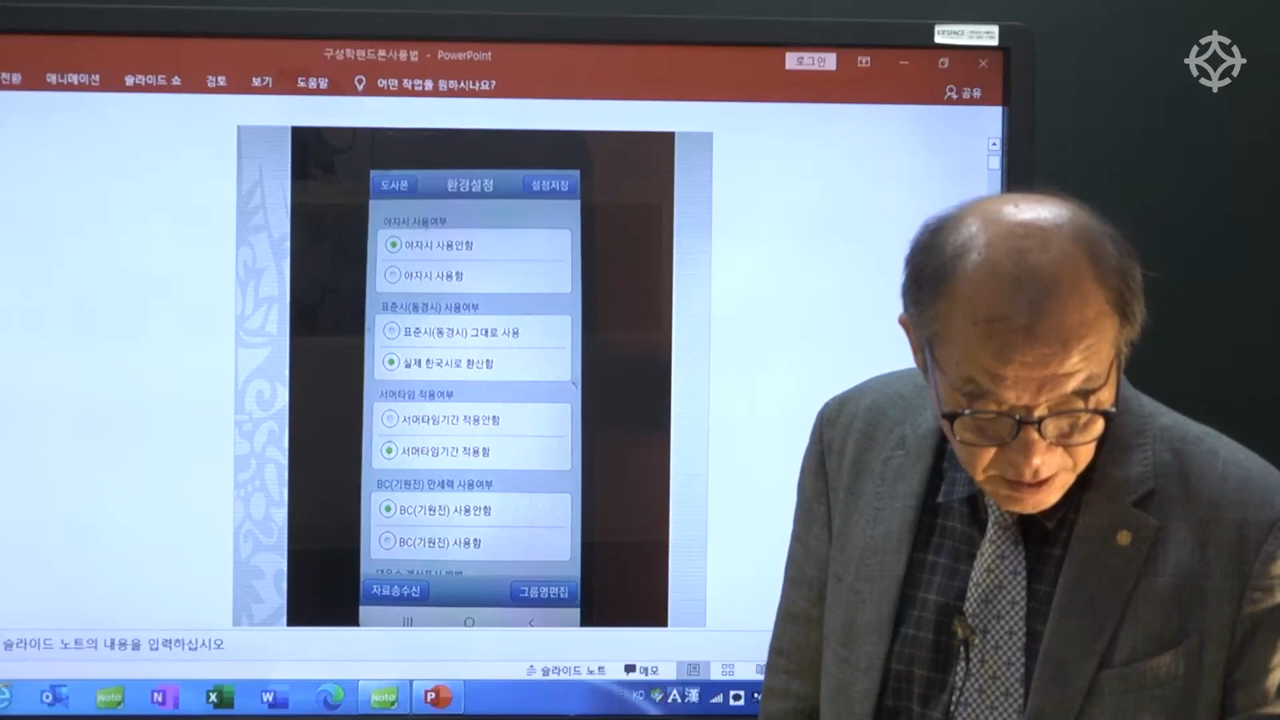 구성학핸드폰사용법 - PowerPoint
로그인
전환 애니메이션 슬라이드 쇼 검토 보기 도움말 어떤 작업을 원하시나요?
공유
도사폰 환경설정 설정저장
야자시 사용여부
야자시 사용안함
야자시 사용함
표준시(동경시) 사용여부
표준시(동경시) 그대로 사용
실제 한국시로 환산함
서머타임 적용여부
서머타임기간 적용안함
서머타임기간 적용함
BC(기원전) 만세력 사용여부
BC(기원전) 사용안함
BC(기원전) 사용함
자료송수신 그룹명편집
슬라이드 노트의 내용을 입력하십시오
슬라이드 노트 메모
Note
Note
KO
A 漢